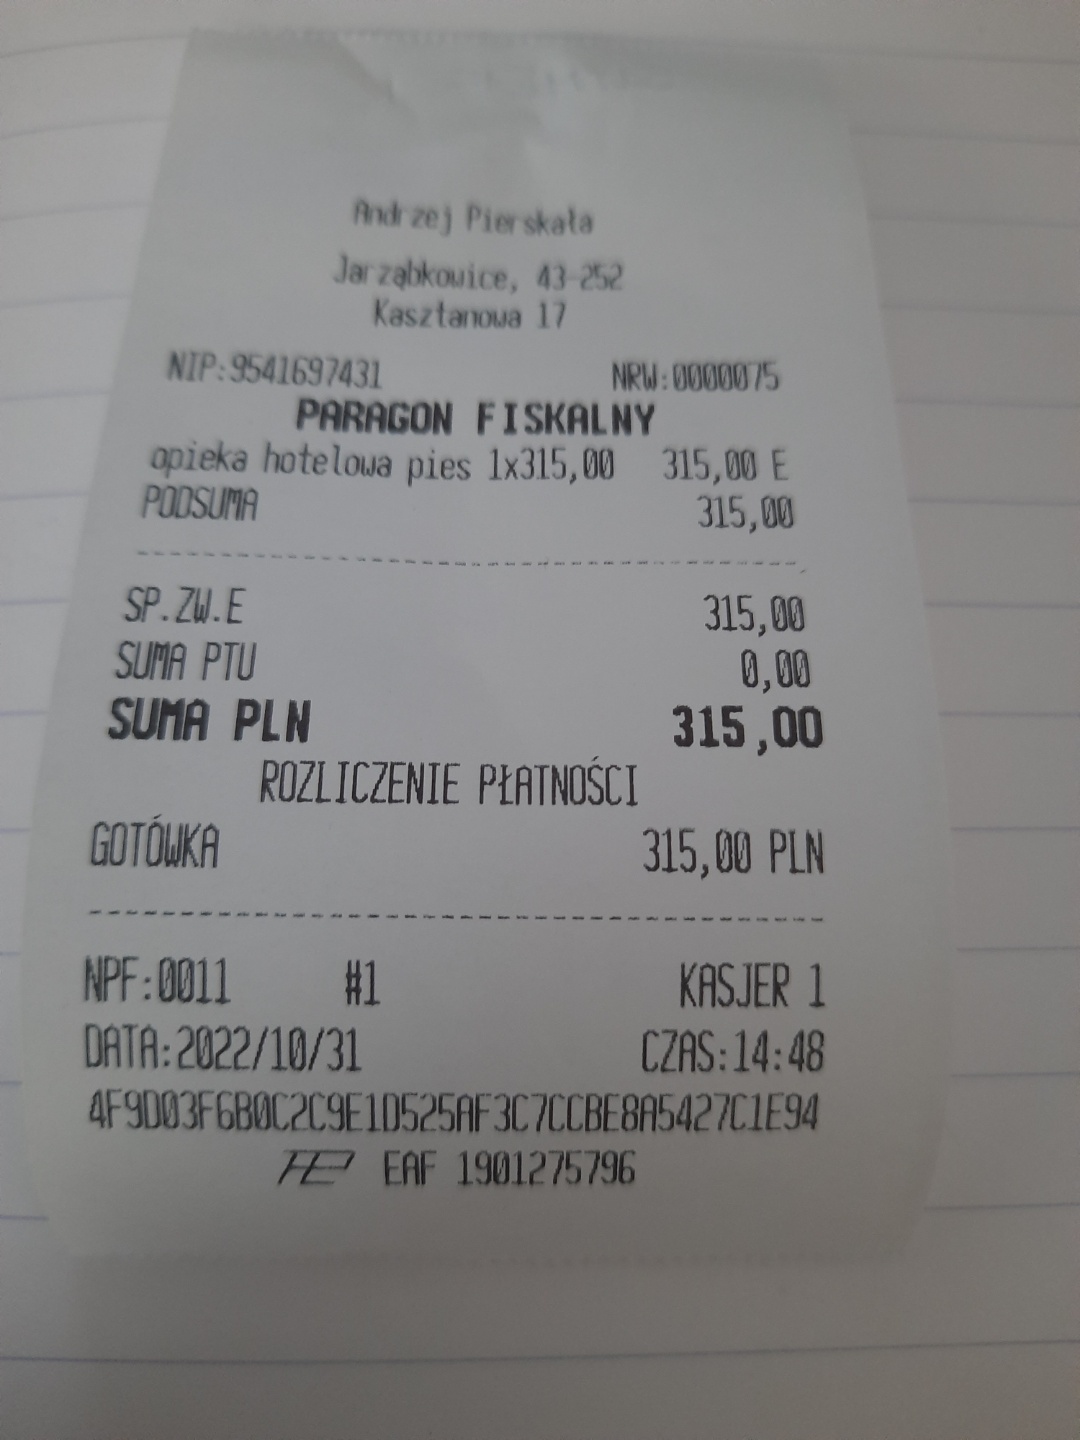 Andrzej Pierskała
Jarząbkowice, 43-252
Kasztanowa 17
NIP:9541697431 NRW:0000075
PARAGON FISKALNY
opieka hotelowa pies 1x315,00 315,00 E
PODSUMA 315,00
SP.ZW.E 315,00
SUMA PTU 0,00
SUMA PLN 315,00
ROZLICZENIE PŁATNOŚCI
GOTÓWKA 315,00 PLN
NPF:0011 #1 KASJER 1
DATA:2022/10/31 CZAS:14:48
4F9D03F6B0C2C9E1D525AF3C7CCBE8A5427C1E94
EAF 1901275796